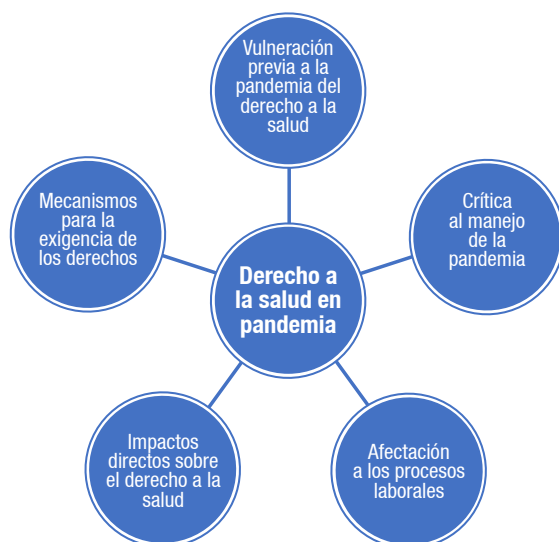 Vulneración
previa a la
pandemia del
derecho a la
salud
Mecanismos
para la
exigencia de
los derechos
Crítica
al manejo
de la
pandemia
Derecho a
la salud en
pandemia
Impactos
directos sobre
el derecho a la
salud
Afectación
a los procesos
laborales